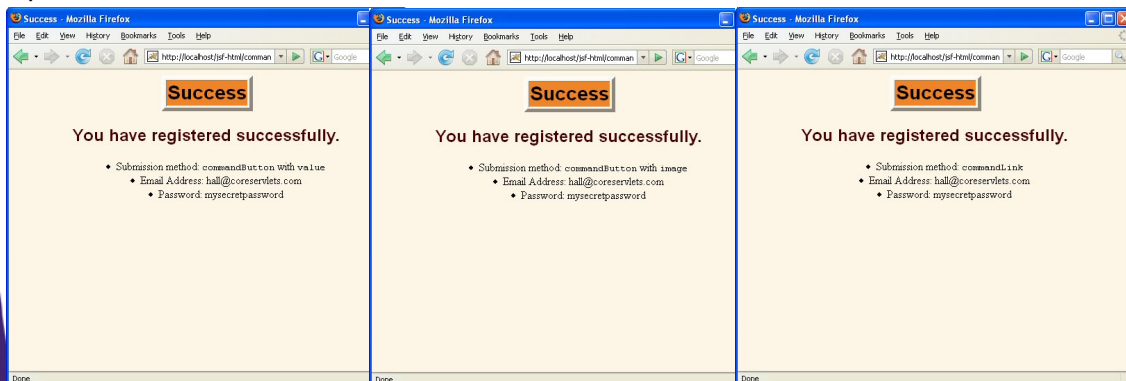 Success - Mozilla Firefox
File Edit View History Bookmarks Tools Help
http://localhost/jsf-html/comman
Google
Success
You have registered successfully.
Submission method: commandButton with value
Email Address: hall@coreservlets.com
Password: mysecretpassword
Done
Success - Mozilla Firefox
File Edit View History Bookmarks Tools Help
http://localhost/jsf-html/comman
Google
Success
You have registered successfully.
Submission method: commandButton with image
Email Address: hall@coreservlets.com
Password: mysecretpassword
Done
Success - Mozilla Firefox
File Edit View History Bookmarks Tools Help
http://localhost/jsf-html/comman
Google
Success
You have registered successfully.
Submission method: commandLink
Email Address: hall@coreservlets.com
Password: mysecretpassword
Done